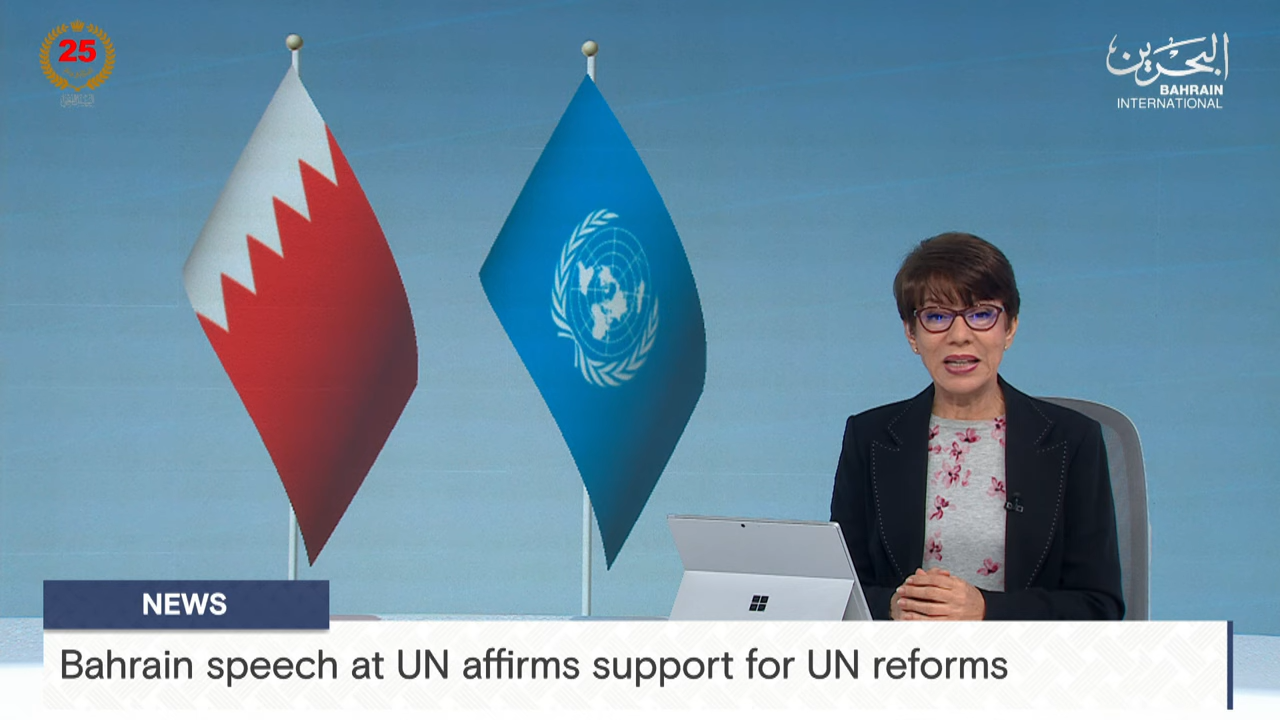 25
البحرين
BAHRAIN
INTERNATIONAL
NEWS
Bahrain speech at UN affirms support for UN reforms